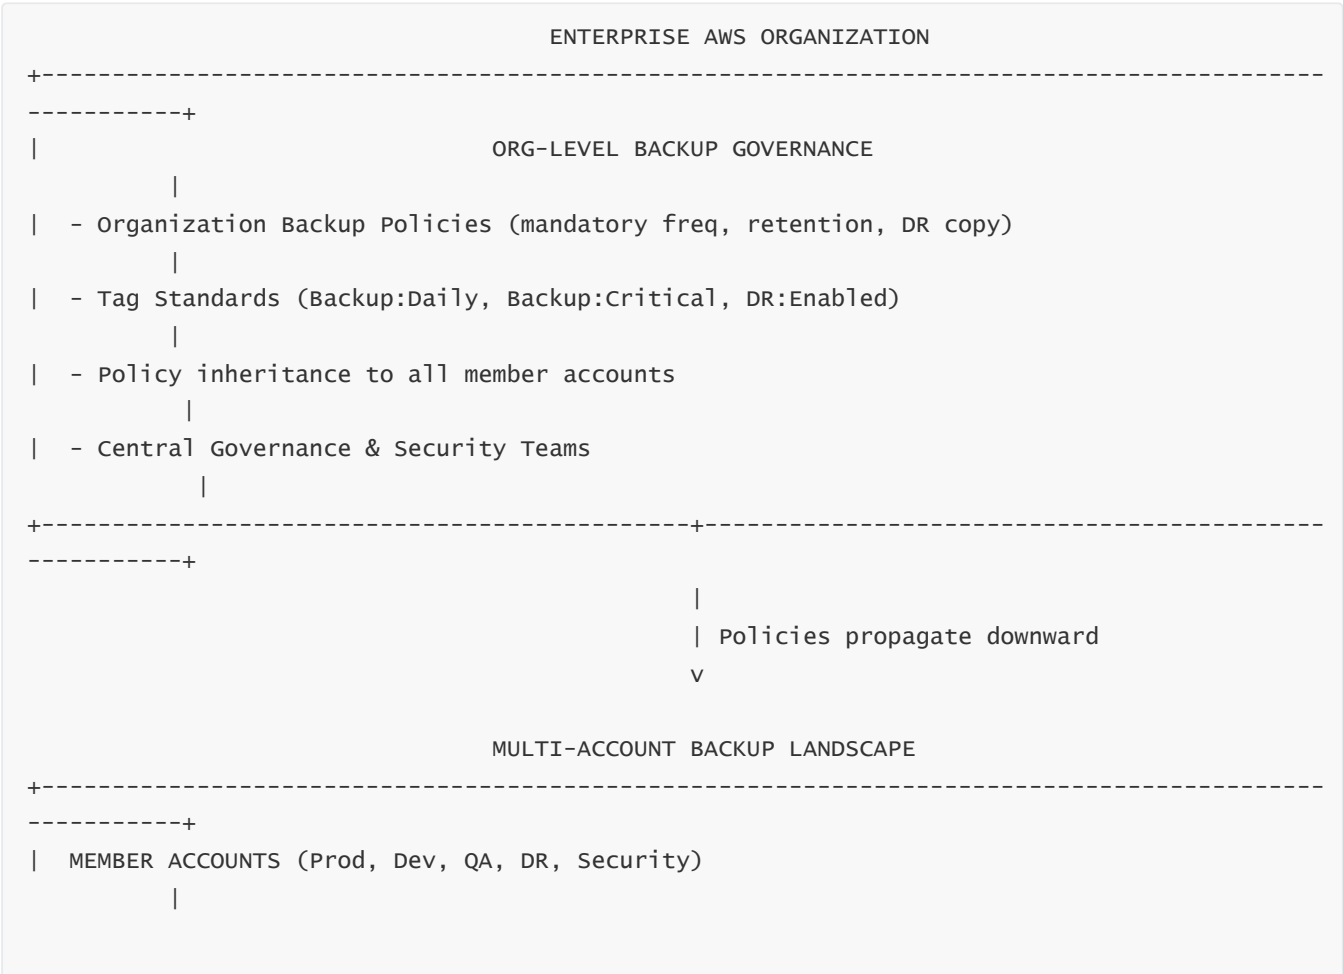 ENTERPRISE AWS ORGANIZATION
+-------------------------------------------------------------------------------------------
-----------+
| ORG-LEVEL BACKUP GOVERNANCE
|
| - Organization Backup Policies (mandatory freq, retention, DR copy)
|
| - Tag Standards (Backup:Daily, Backup:Critical, DR:Enabled)
|
| - Policy inheritance to all member accounts
|
| - Central Governance & Security Teams
|
+----------------------------------------------+--------------------------------------------
-----------+
|
| Policies propagate downward
v
MULTI-ACCOUNT BACKUP LANDSCAPE
+-------------------------------------------------------------------------------------------
-----------+
| MEMBER ACCOUNTS (Prod, Dev, QA, DR, Security)
|